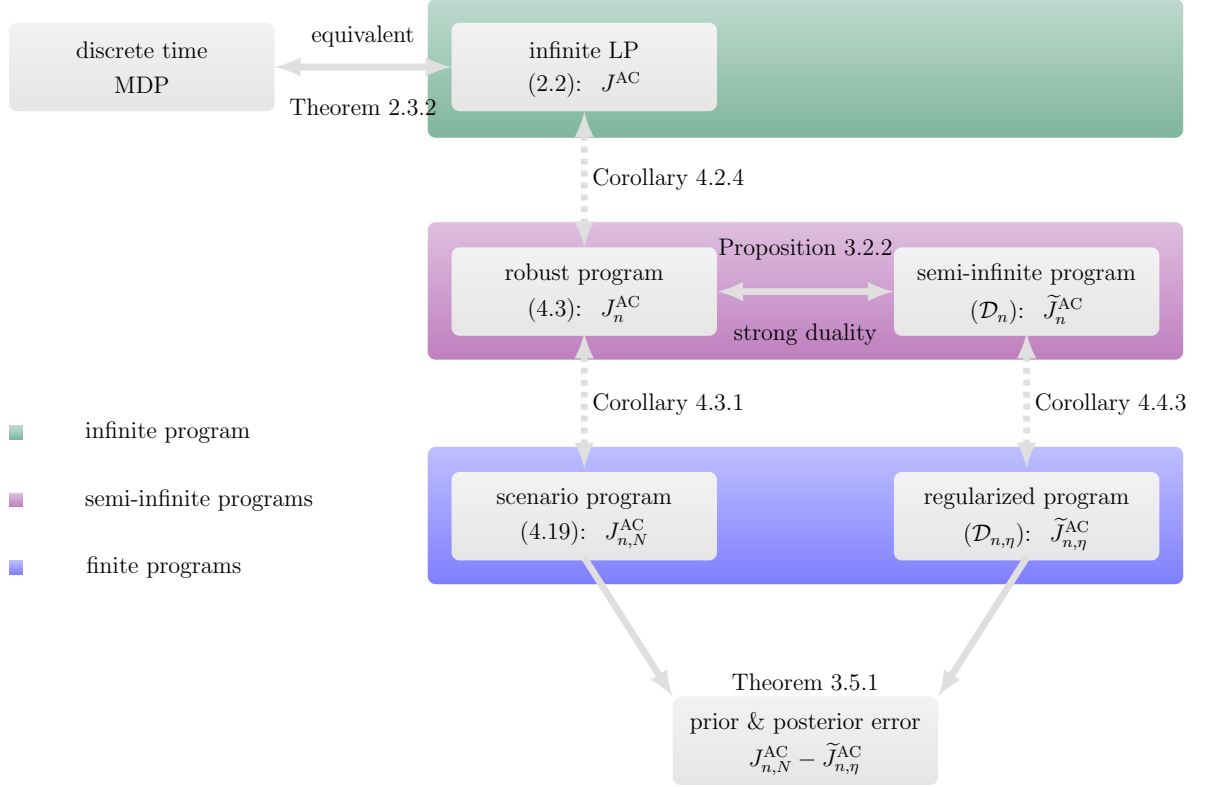 discrete time
MDP
equivalent
Theorem 2.3.2
infinite LP
(2.2): J^AC
Corollary 4.2.4
robust program
(4.3): J_n^AC
Proposition 3.2.2
strong duality
semi-infinite program
(𝒟_n): J̃_n^AC
Corollary 4.3.1
Corollary 4.4.3
infinite program
semi-infinite programs
finite programs
scenario program
(4.19): J_{n,N}^AC
regularized program
(𝒟_{n,η}): J̃_{n,η}^AC
Theorem 3.5.1
prior & posterior error
J_{n,N}^AC − J̃_{n,η}^AC